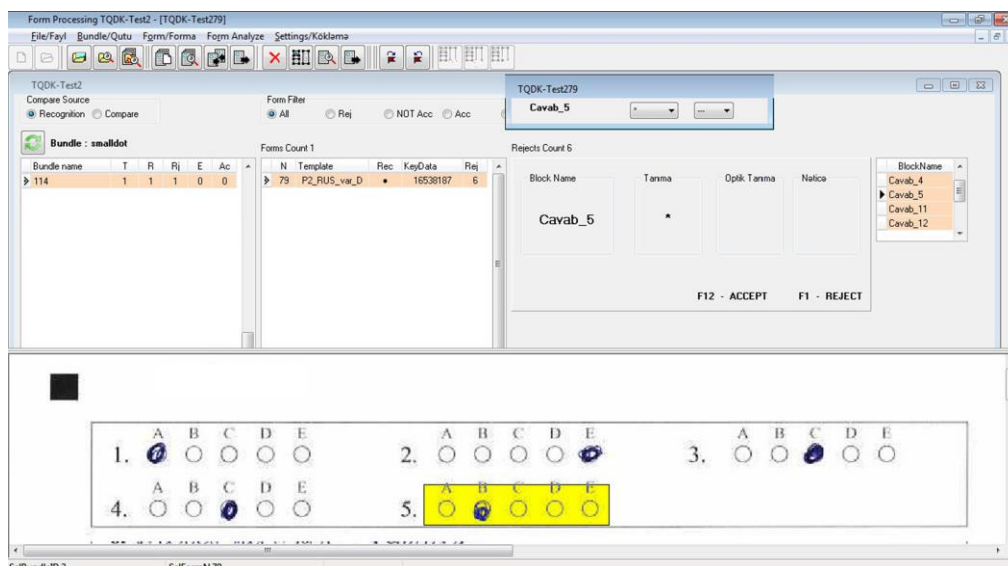 Form Processing TQDK-Test2 - [TQDK-Test279]
File/Fayl Bundle/Qutu Form/Forma Form Analyze Settings/Kökləmə
TQDK-Test2
Compare Source
Recognition Compare
Form Filter
All Rej NOT Acc Acc
TQDK-Test279
Cavab_5 * ...
Bundle : smalldot
Forms Count 1
Rejects Count 6
Bundle name T R Rj E Ac
114 1 1 1 0 0
N Template Rec KeyData Rej
79 P2_RUS_var_D • 16538187 6
Block Name Tanıma Optik Tanıma Nəticə
Cavab_5 *
F12 - ACCEPT F1 - REJECT
BlockName
Cavab_4
Cavab_5
Cavab_11
Cavab_12
A B C D E
1.
A B C D E
2.
A B C D E
3.
A B C D E
4.
A B C D E
5.